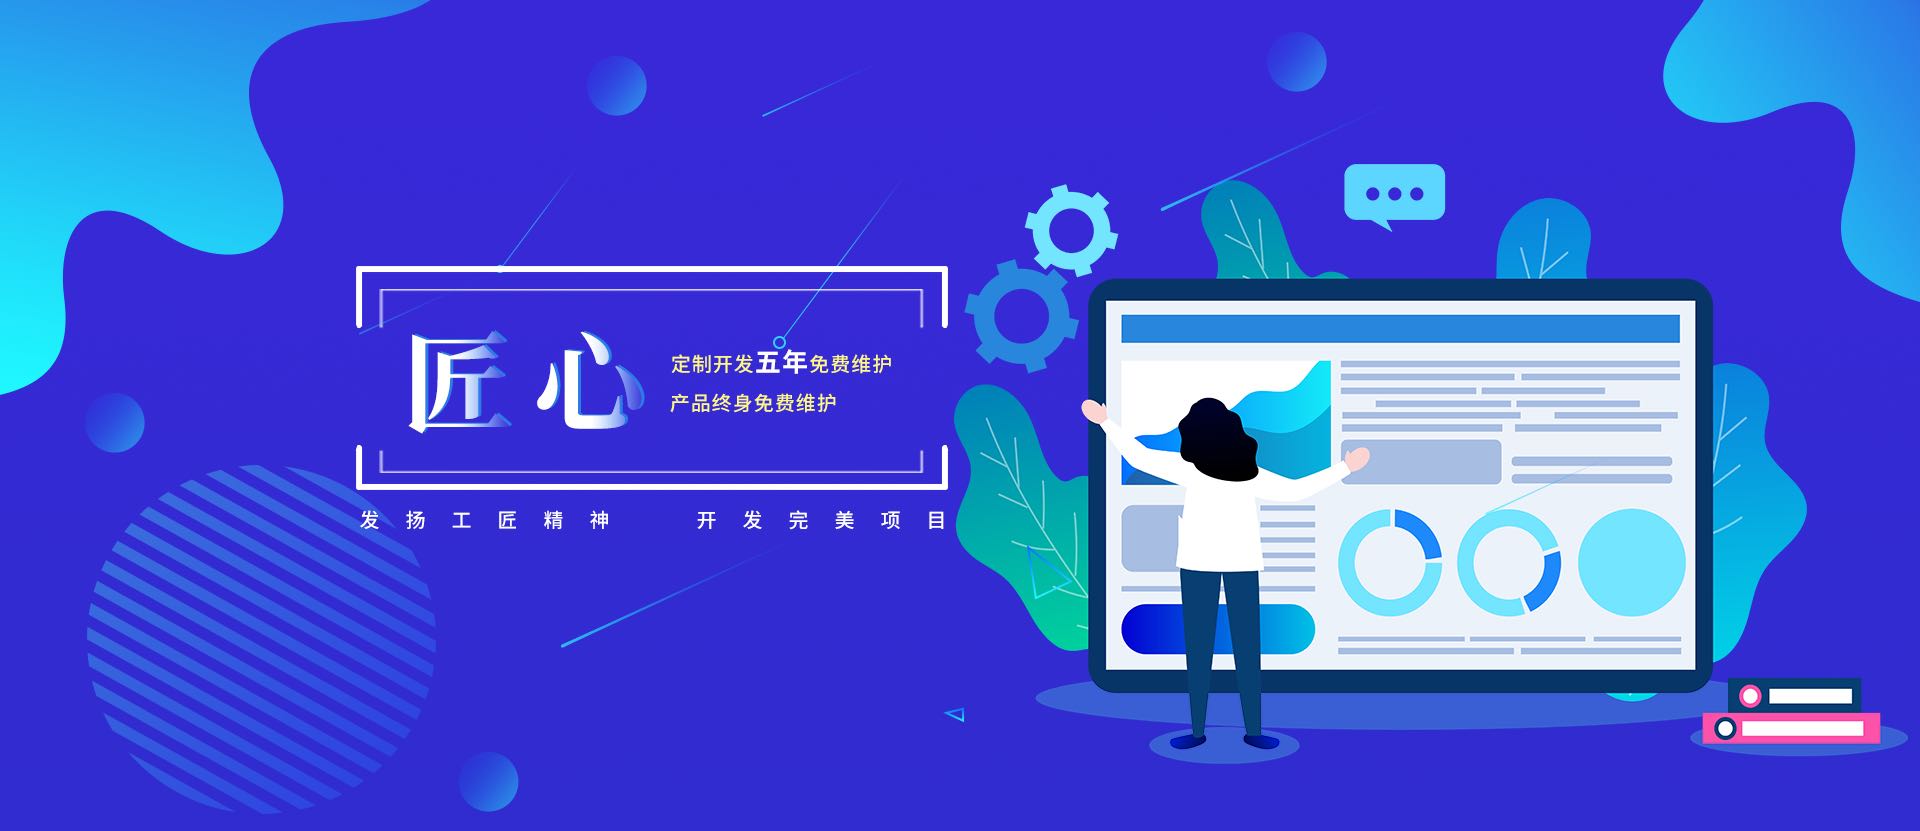 匠心
定制开发五年免费维护
产品终身免费维护
发扬工匠精神 开发完美项目